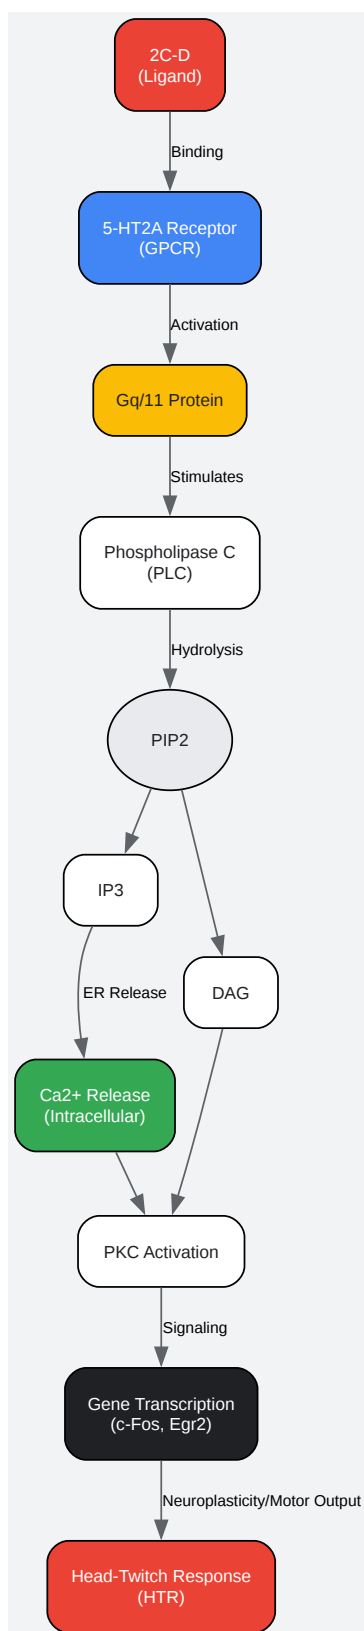 2C-D
(Ligand)
Binding
5-HT2A Receptor
(GPCR)
Activation
Gq/11 Protein
Stimulates
Phospholipase C
(PLC)
Hydrolysis
PIP2
IP3
DAG
ER Release
Ca2+ Release
(Intracellular)
PKC Activation
Signaling
Gene Transcription
(c-Fos, Egr2)
Neuroplasticity/Motor Output
Head-Twitch Response
(HTR)